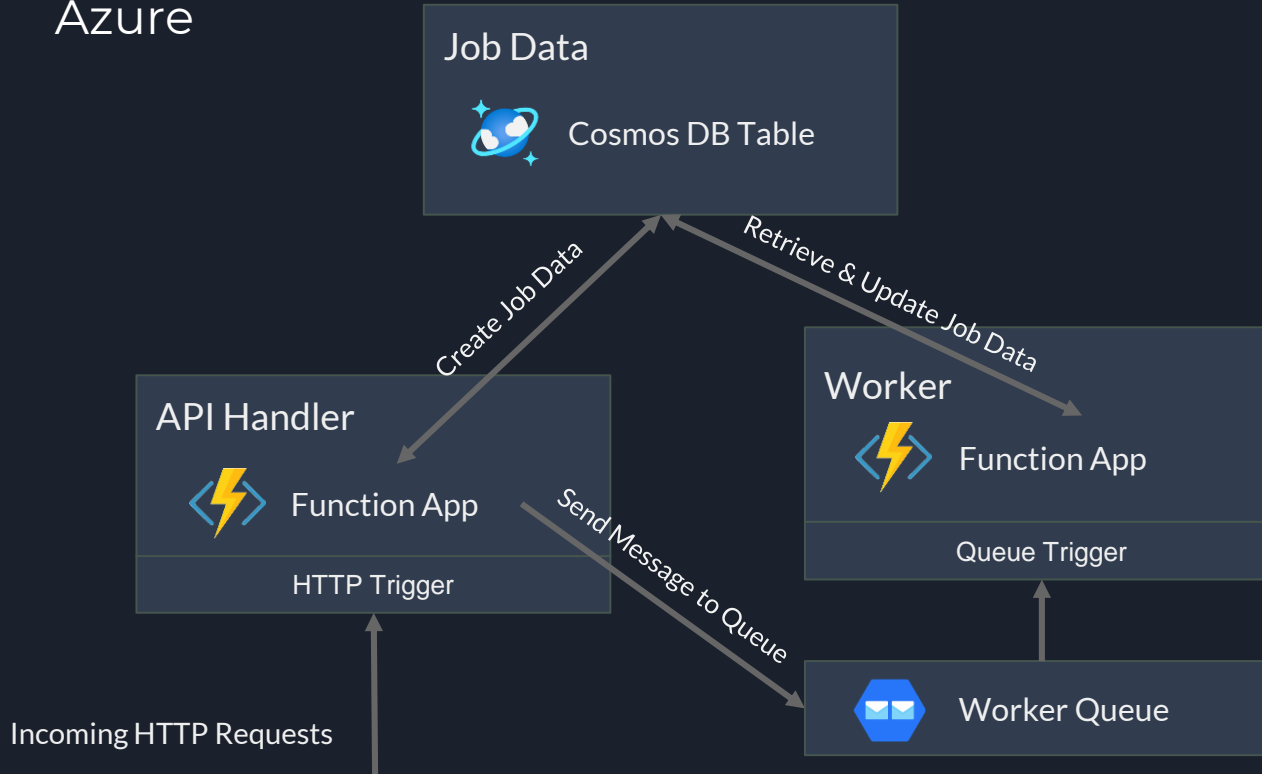 Azure
Job Data
Cosmos DB Table
Create Job Data
Retrieve & Update Job Data
API Handler
Function App
HTTP Trigger
Worker
Function App
Queue Trigger
Send Message to Queue
Worker Queue
Incoming HTTP Requests